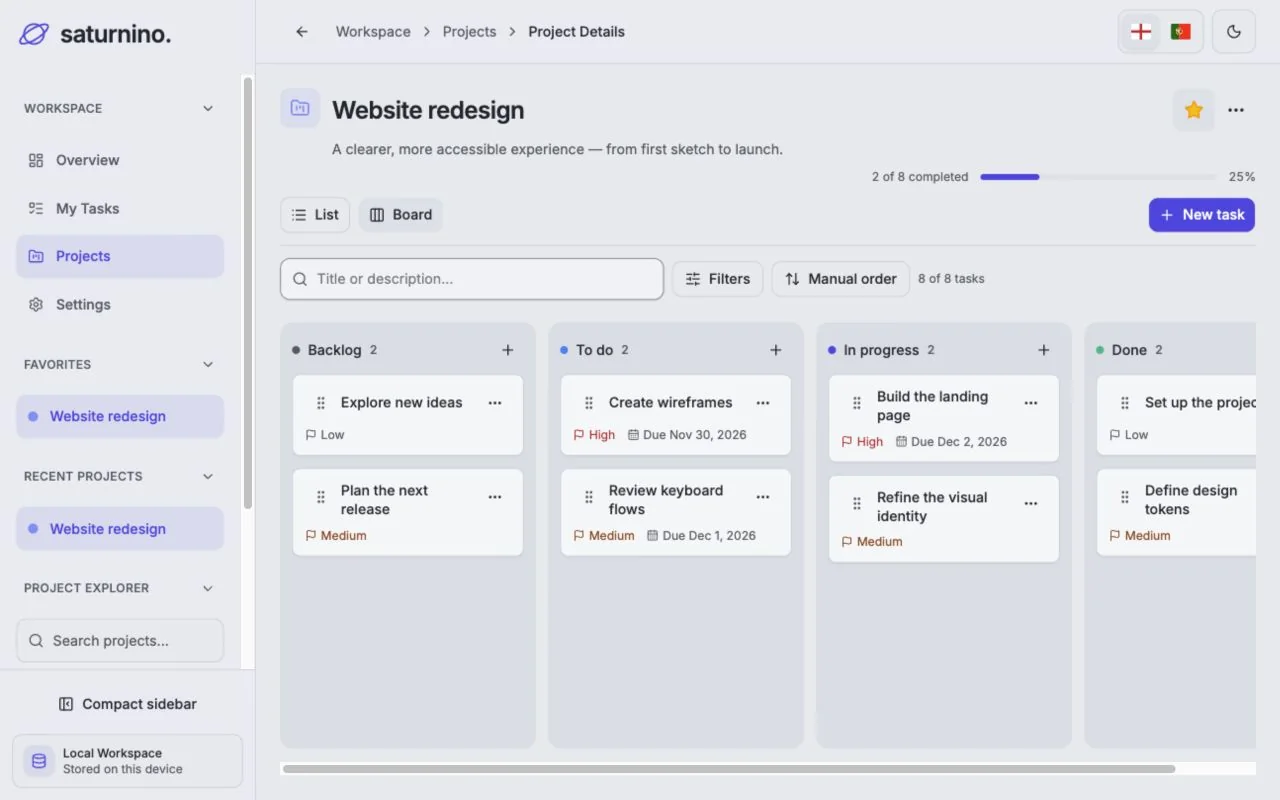 saturnino.
Workspace
Projects
Project Details
WORKSPACE
Overview
My Tasks
Projects
Settings
FAVORITES
Website redesign
RECENT PROJECTS
Website redesign
PROJECT EXPLORER
Search projects...
Compact sidebar
Local Workspace
Stored on this device
Website redesign
A clearer, more accessible experience — from first sketch to launch.
2 of 8 completed 25%
List
Board
New task
Title or description...
Filters
Manual order
8 of 8 tasks
Backlog 2
Explore new ideas
Low
Plan the next
release
Medium
To do 2
Create wireframes
High Due Nov 30, 2026
Review keyboard
flows
Medium Due Dec 1, 2026
In progress 2
Build the landing
page
High Due Dec 2, 2026
Refine the visual
identity
Medium
Done 2
Set up the projec
Low
Define design
tokens
Medium